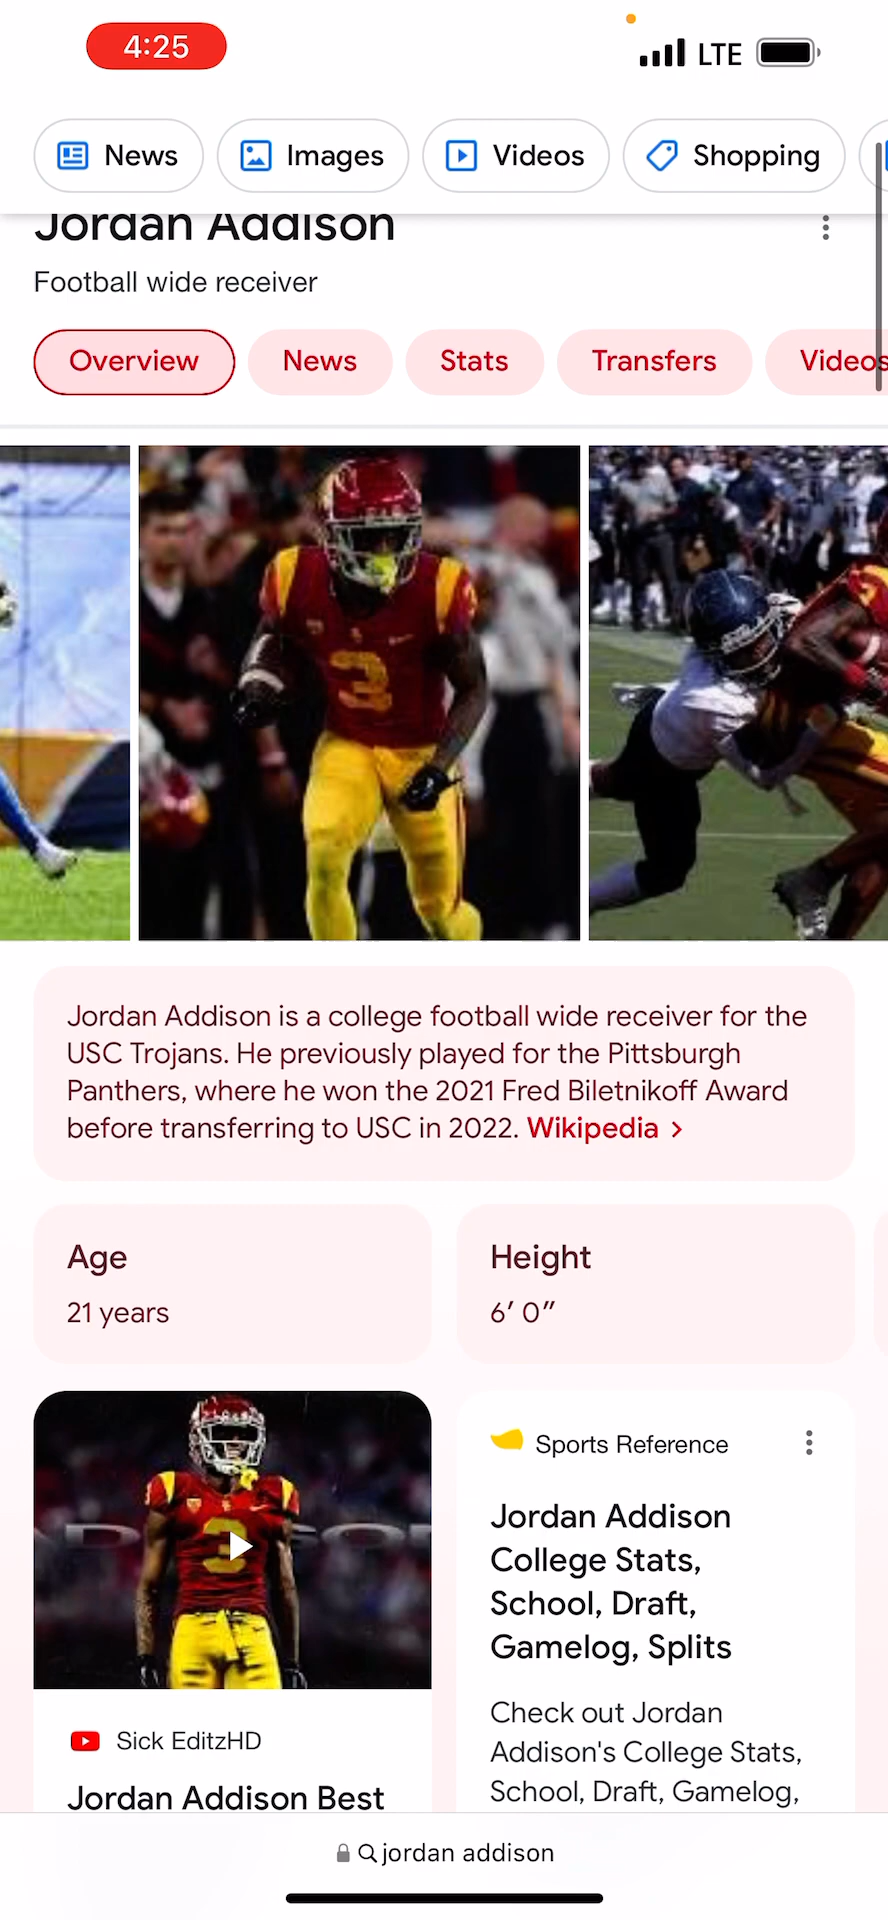 4:25
LTE
News
Images
Videos
Shopping
Jordan Addison
Football wide receiver
Overview
News
Stats
Transfers
Videos
3
Jordan Addison is a college football wide receiver for the
USC Trojans. He previously played for the Pittsburgh
Panthers, where he won the 2021 Fred Biletnikoff Award
before transferring to USC in 2022. Wikipedia >
Age
21 years
Height
6′ 0″
3
Sick EditzHD
Jordan Addison Best
Sports Reference
Jordan Addison
College Stats,
School, Draft,
Gamelog, Splits
Check out Jordan
Addison's College Stats,
School, Draft, Gamelog,
jordan addison